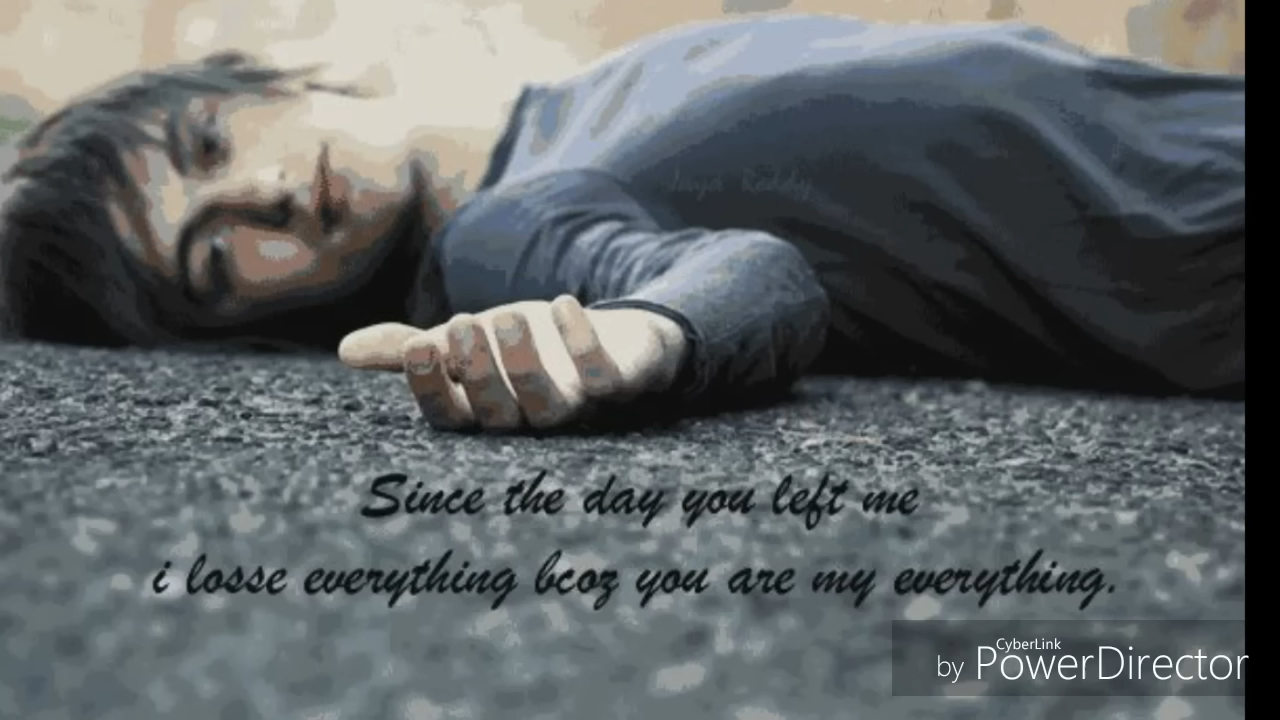 Since the day you left me
i losse everything bcoz you are my everything.
CyberLink
by PowerDirector